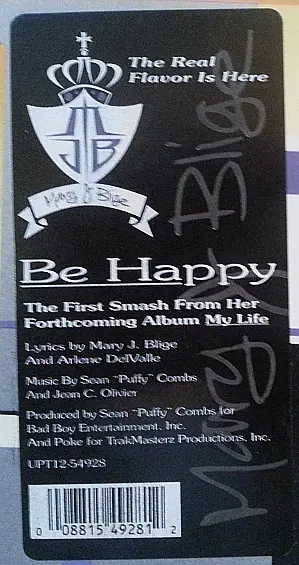 The Real
Flavor Is Here
MJB
Mary J Blige
Be Happy
The First Smash From Her
Forthcoming Album My Life
Lyrics by Mary J. Blige
And Arlene DelValle
Music By Sean "Puffy" Combs
And Jean C. Olivier
Produced by Sean "Puffy" Combs for
Bad Boy Entertainment, Inc.
And Poke for TrakMasterz Productions, Inc.
UPT12-54928
0 08815 49281 2
Mary J Blige